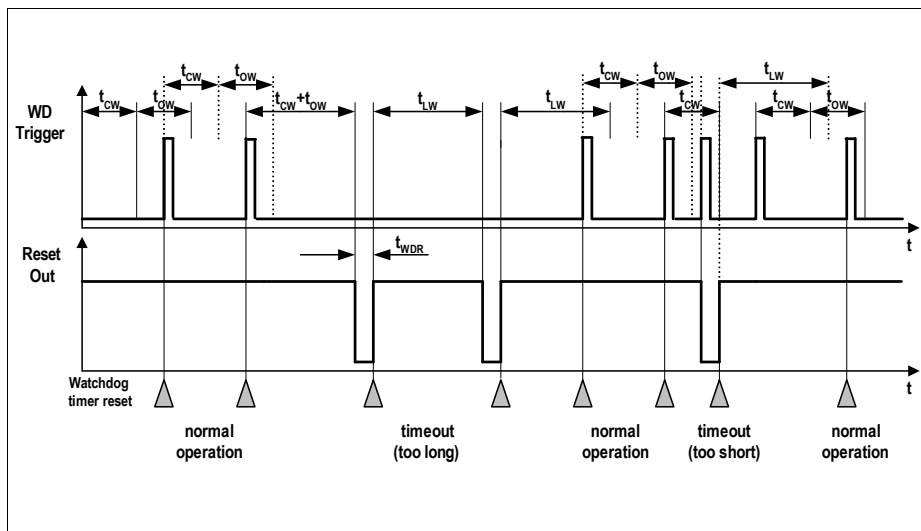 tCW tOW tCW tOW tLW
tCW tOW tCW+tOW tLW tLW tCW tCW tOW
WD
Trigger
t
Reset
Out
tWDR
Watchdog
timer reset
t
normal
operation
timeout
(too long)
normal
operation
timeout
(too short)
normal
operation